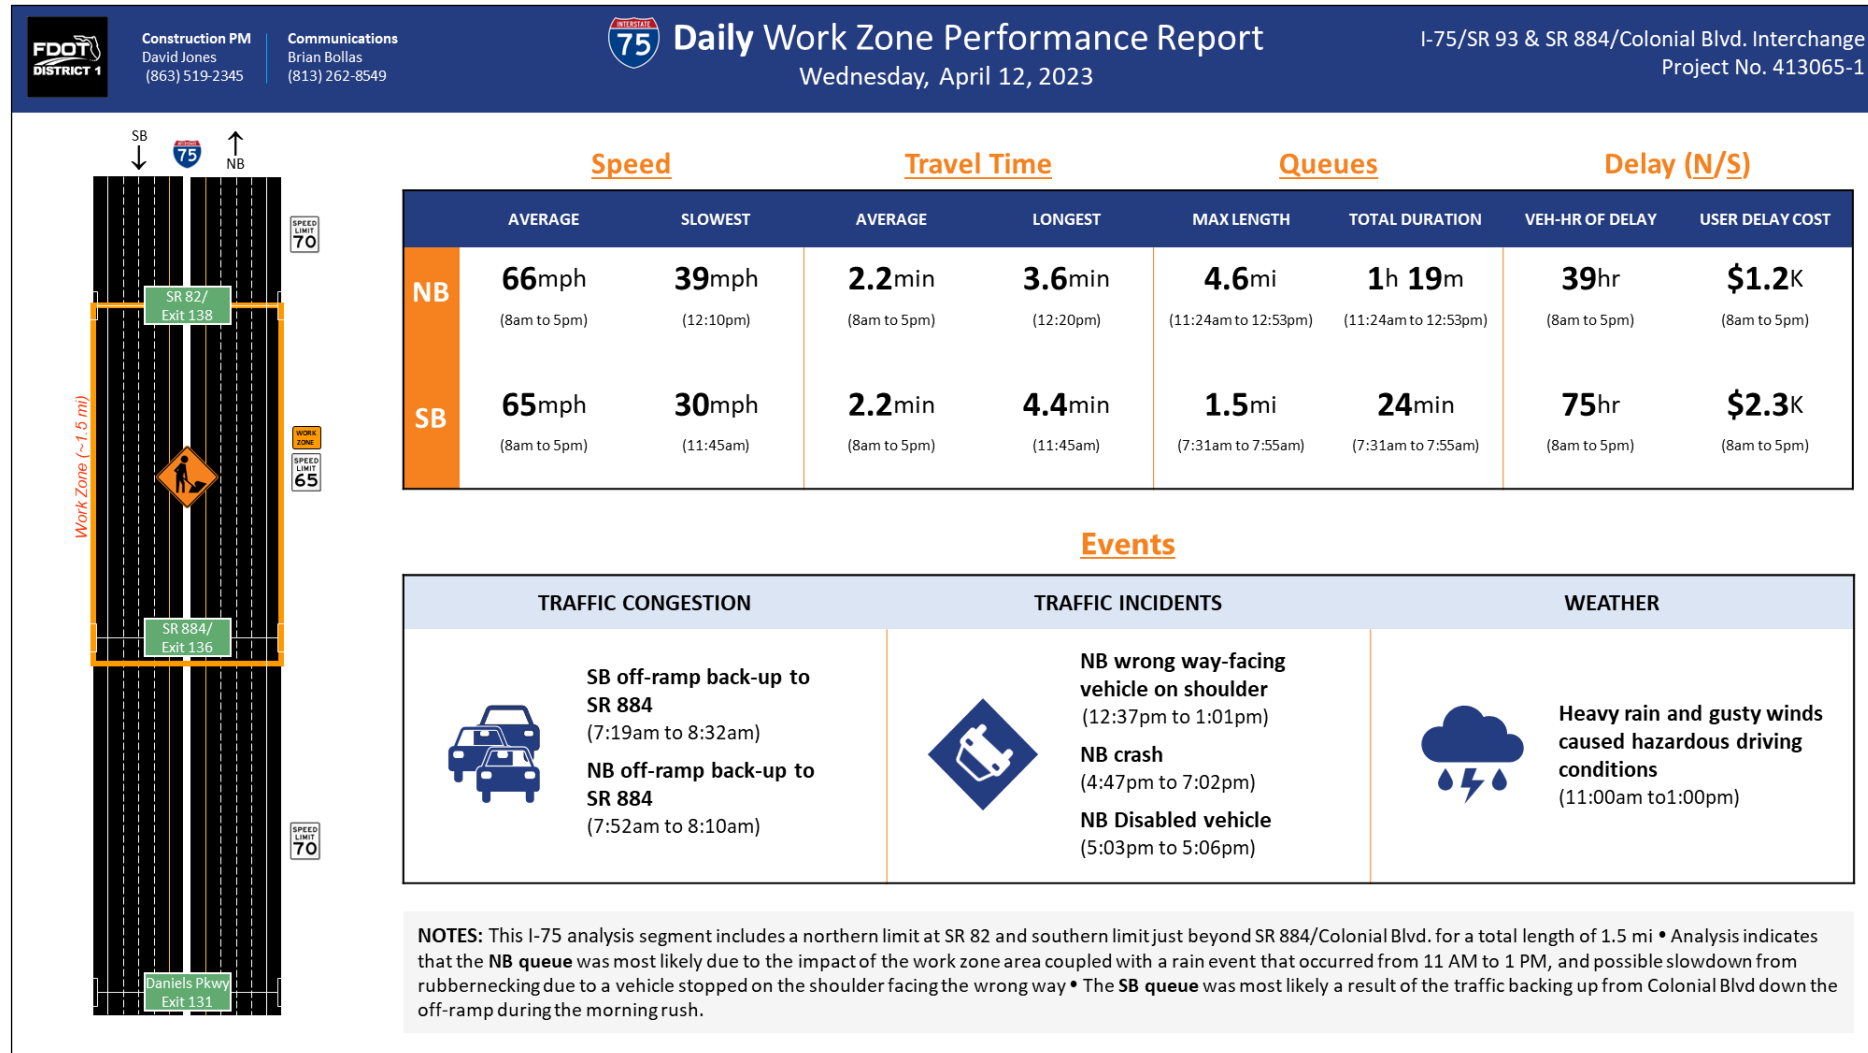 FDOT
DISTRICT 1
Construction PM
David Jones
(863) 519-2345
Communications
Brian Bollas
(813) 262-8549
INTERSTATE
75
Daily Work Zone Performance Report
Wednesday, April 12, 2023
I-75/SR 93 & SR 884/Colonial Blvd. Interchange
Project No. 413065-1
SB
75
NB
SPEED
LIMIT
70
SR 82/
Exit 138
Work Zone (~1.5 mi)
WORK
ZONE
SPEED
LIMIT
65
SR 884/
Exit 136
SPEED
LIMIT
70
Daniels Pkwy
Exit 131
Speed Travel Time Queues Delay (N/S)
AVERAGE SLOWEST AVERAGE LONGEST MAX LENGTH TOTAL DURATION VEH-HR OF DELAY USER DELAY COST
NB 66mph 39mph 2.2min 3.6min 4.6mi 1h 19m 39hr $1.2K
(8am to 5pm) (12:10pm) (8am to 5pm) (12:20pm) (11:24am to 12:53pm) (11:24am to 12:53pm) (8am to 5pm) (8am to 5pm)
SB 65mph 30mph 2.2min 4.4min 1.5mi 24min 75hr $2.3K
(8am to 5pm) (11:45am) (8am to 5pm) (11:45am) (7:31am to 7:55am) (7:31am to 7:55am) (8am to 5pm) (8am to 5pm)
Events
TRAFFIC CONGESTION TRAFFIC INCIDENTS WEATHER
SB off-ramp back-up to
SR 884
(7:19am to 8:32am)
NB off-ramp back-up to
SR 884
(7:52am to 8:10am)
NB wrong way-facing
vehicle on shoulder
(12:37pm to 1:01pm)
NB crash
(4:47pm to 7:02pm)
NB Disabled vehicle
(5:03pm to 5:06pm)
Heavy rain and gusty winds
caused hazardous driving
conditions
(11:00am to1:00pm)
NOTES: This I-75 analysis segment includes a northern limit at SR 82 and southern limit just beyond SR 884/Colonial Blvd. for a total length of 1.5 mi • Analysis indicates
that the NB queue was most likely due to the impact of the work zone area coupled with a rain event that occurred from 11 AM to 1 PM, and possible slowdown from
rubbernecking due to a vehicle stopped on the shoulder facing the wrong way • The SB queue was most likely a result of the traffic backing up from Colonial Blvd down the
off-ramp during the morning rush.